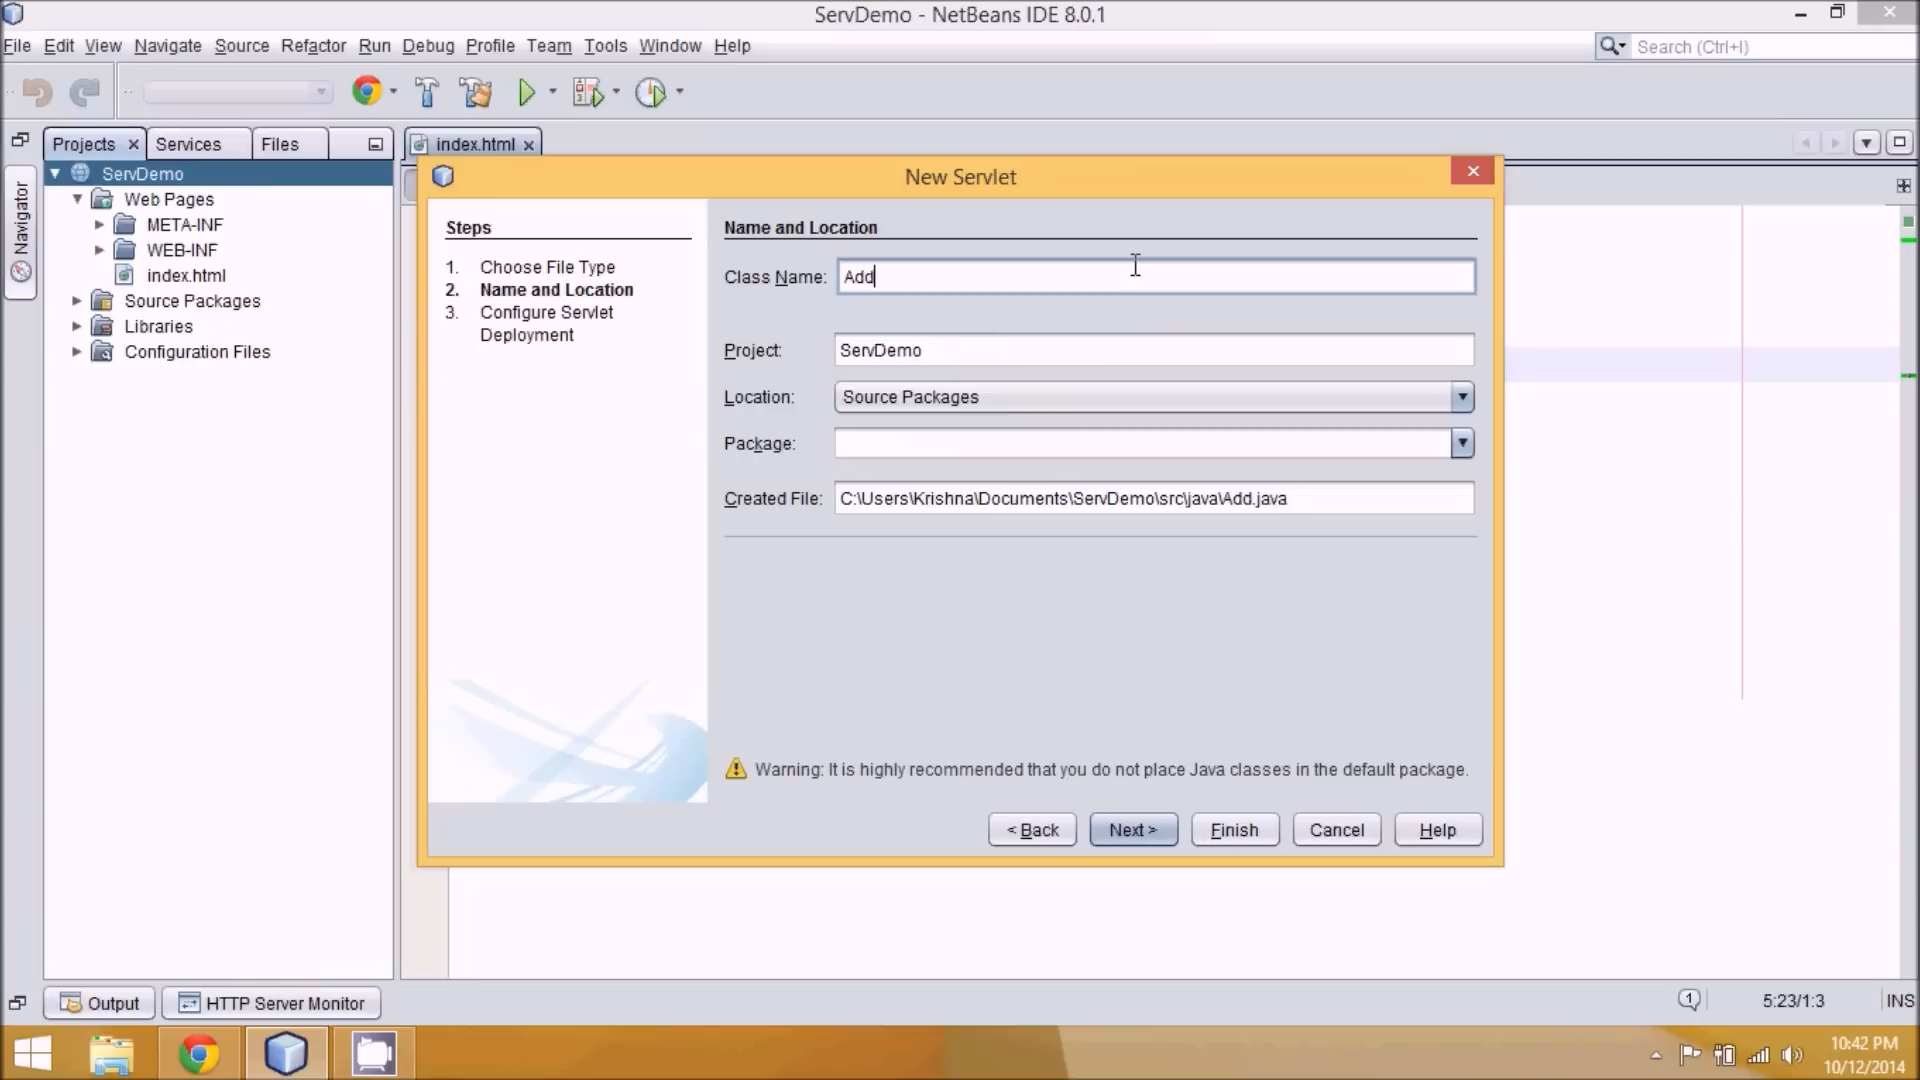 ServDemo - NetBeans IDE 8.0.1
File Edit View Navigate Source Refactor Run Debug Profile Team Tools Window Help
Search (Ctrl+I)
Projects Services Files
index.html
Navigator
ServDemo
Web Pages
META-INF
WEB-INF
index.html
Source Packages
Libraries
Configuration Files
New Servlet
Steps
1. Choose File Type
2. Name and Location
3. Configure Servlet
Deployment
Name and Location
Class Name: Add
Project: ServDemo
Location: Source Packages
Package:
Created File: C:\Users\Krishna\Documents\ServDemo\src\java\Add.java
Warning: It is highly recommended that you do not place Java classes in the default package.
< Back Next > Finish Cancel Help
Output HTTP Server Monitor
1 5:23/1:3 INS
10:42 PM
10/12/2014